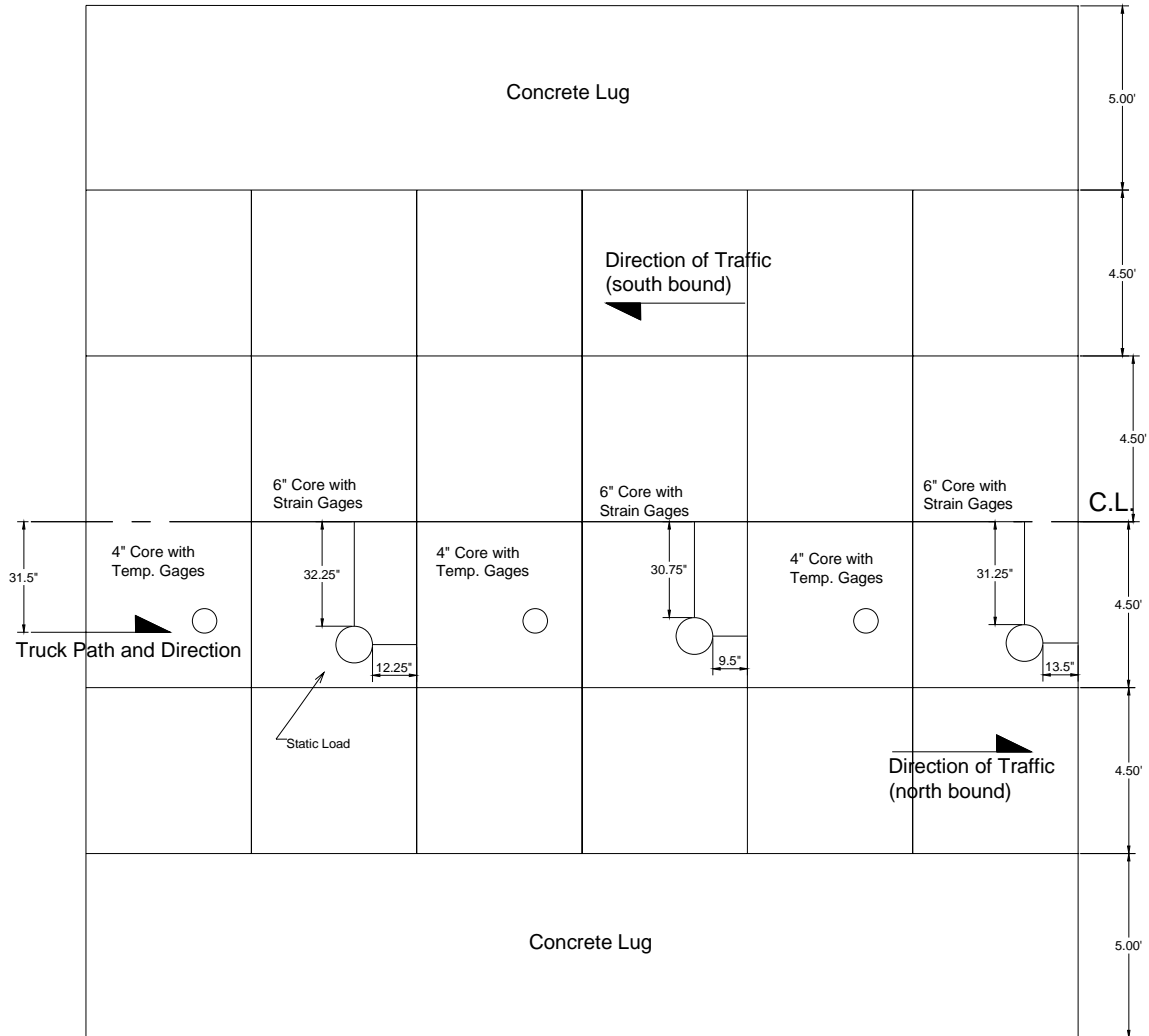 Concrete Lug
5.00'
Direction of Traffic
(south bound)
4.50'
4.50'
6" Core with
Strain Gages
6" Core with
Strain Gages
6" Core with
Strain Gages
C.L.
31.5"
4" Core with
Temp. Gages
32.25"
4" Core with
Temp. Gages
30.75"
4" Core with
Temp. Gages
31.25"
4.50'
Truck Path and Direction
12.25"
9.5"
13.5"
Static Load
Direction of Traffic
(north bound)
4.50'
Concrete Lug
5.00'